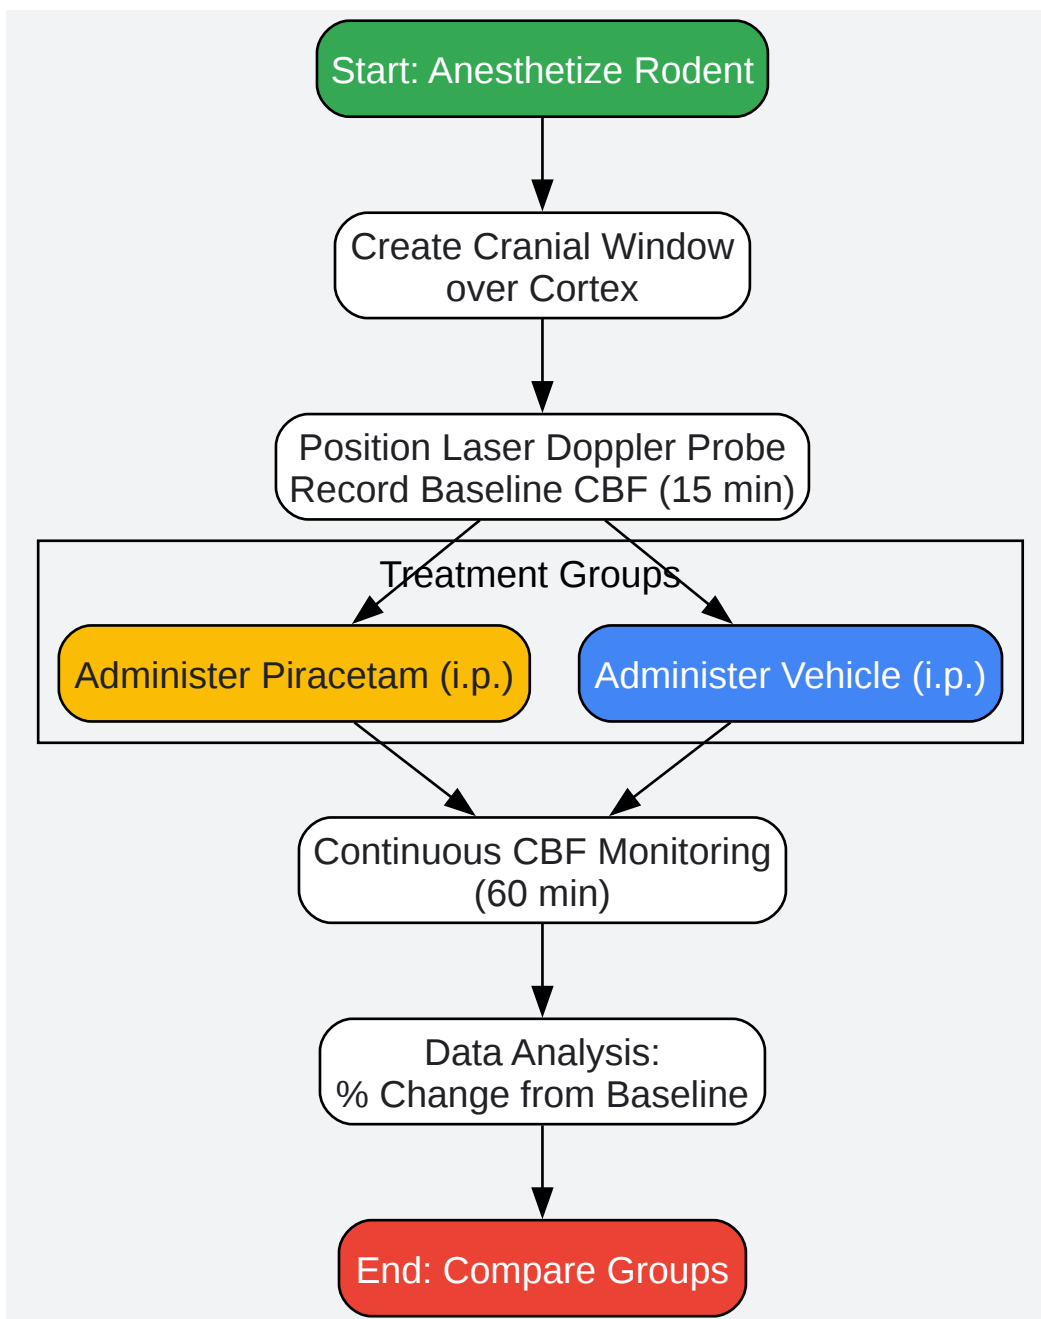 Start: Anesthetize Rodent
Create Cranial Window
over Cortex
Position Laser Doppler Probe
Record Baseline CBF (15 min)
Treatment Groups
Administer Piracetam (i.p.)
Administer Vehicle (i.p.)
Continuous CBF Monitoring
(60 min)
Data Analysis:
% Change from Baseline
End: Compare Groups